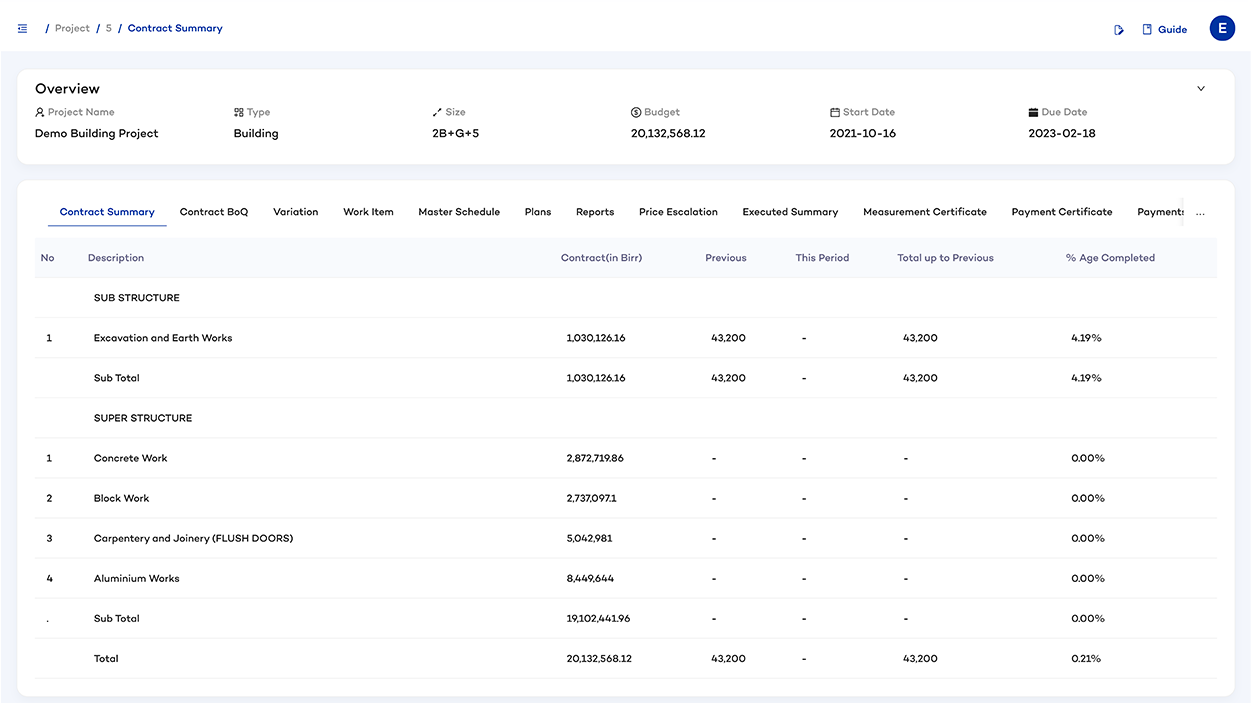 / Project / 5 / Contract Summary
Guide
E
Overview
Project Name Type Size Budget Start Date Due Date
Demo Building Project Building 2B+G+5 20,132,568.12 2021-10-16 2023-02-18
Contract Summary Contract BoQ Variation Work Item Master Schedule Plans Reports Price Escalation Executed Summary Measurement Certificate Payment Certificate Payments ...
No Description Contract(in Birr) Previous This Period Total up to Previous % Age Completed
SUB STRUCTURE
1 Excavation and Earth Works 1,030,126.16 43,200 - 43,200 4.19%
Sub Total 1,030,126.16 43,200 - 43,200 4.19%
SUPER STRUCTURE
1 Concrete Work 2,872,719.86 - - - 0.00%
2 Block Work 2,737,097.1 - - - 0.00%
3 Carpentery and Joinery (FLUSH DOORS) 5,042,981 - - - 0.00%
4 Aluminium Works 8,449,644 - - - 0.00%
. Sub Total 19,102,441.96 - - - 0.00%
Total 20,132,568.12 43,200 - 43,200 0.21%